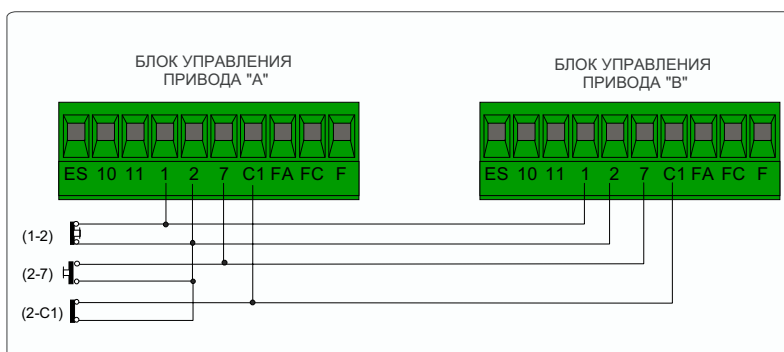 БЛОК УПРАВЛЕНИЯ
ПРИВОДА "А"
БЛОК УПРАВЛЕНИЯ
ПРИВОДА "В"
ES 10 11 1 2 7 C1 FA FC F
ES 10 11 1 2 7 C1 FA FC F
(1-2)
(2-7)
(2-C1)